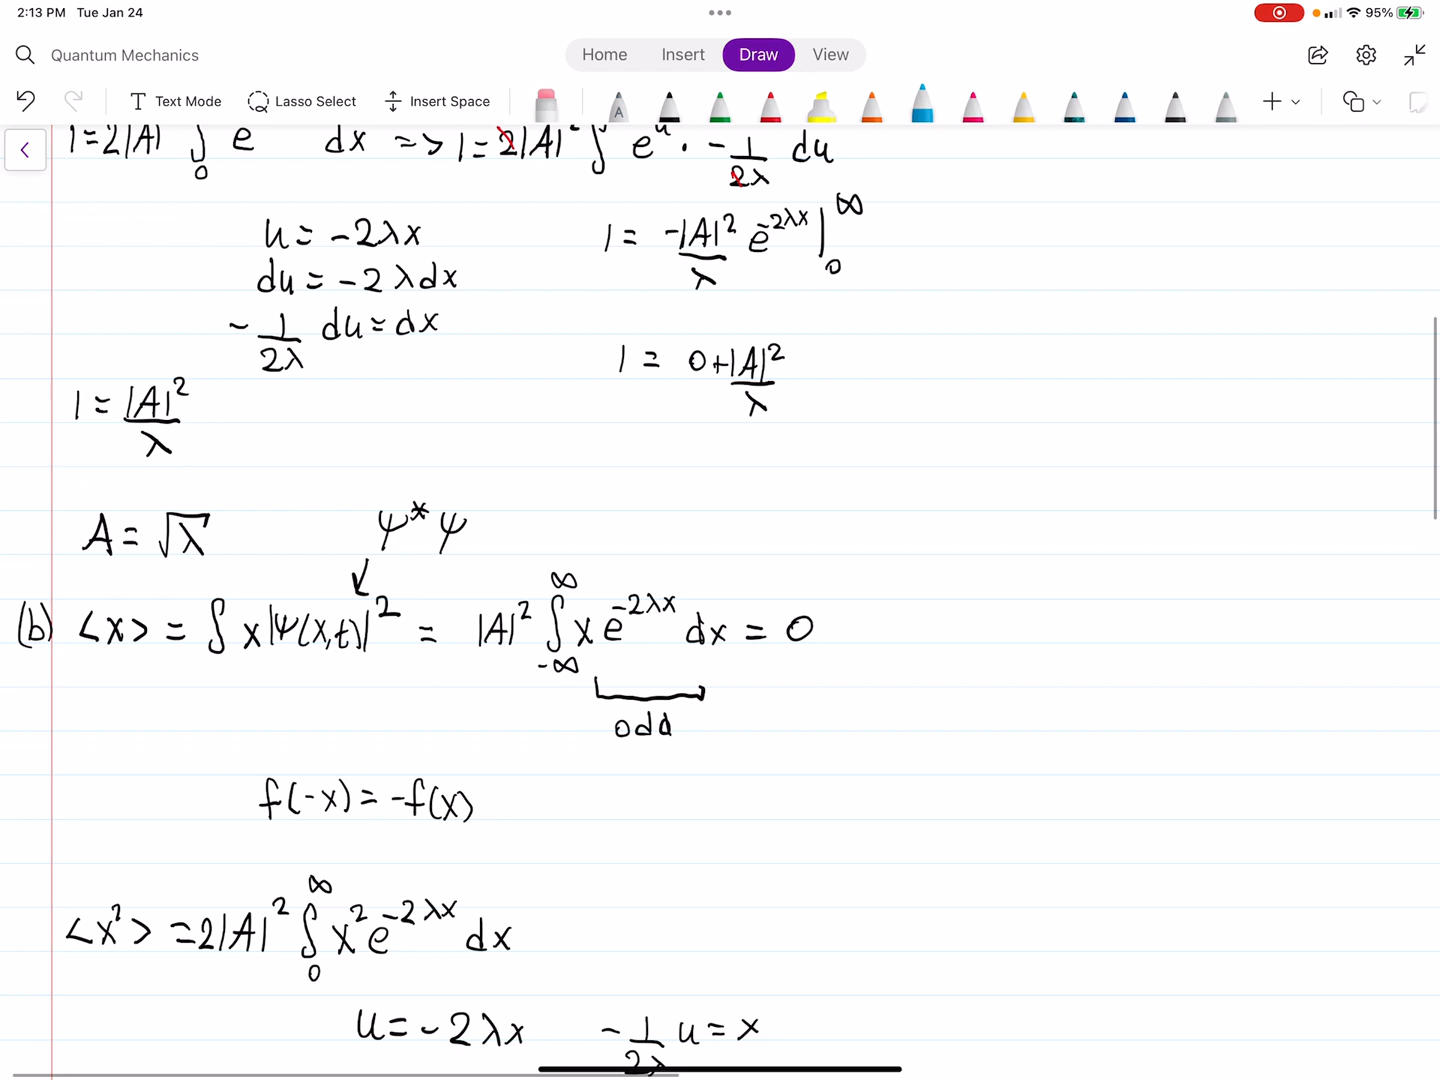 2:13 PM Tue Jan 24
95%
Quantum Mechanics
Home Insert Draw View
Text Mode Lasso Select Insert Space
1=2|A| ∫₀ e dx => 1=2|A|² ∫ eᵘ · -1/2λ du
u = -2λx
1 = -|A|²/λ e^-2λx |₀^∞
du = -2λdx
-1/2λ du = dx
1 = 0+|A|²/λ
1 = |A|²/λ
A = √λ
ψ*ψ
(b) <x> = ∫ x|Ψ(x,t)|² = |A|² ∫_-∞^∞ x e^-2λx dx = 0
odd
f(-x) = -f(x)
<x²> = 2|A|² ∫₀^∞ x² e^-2λx dx
u = -2λx -1/2λ u = x